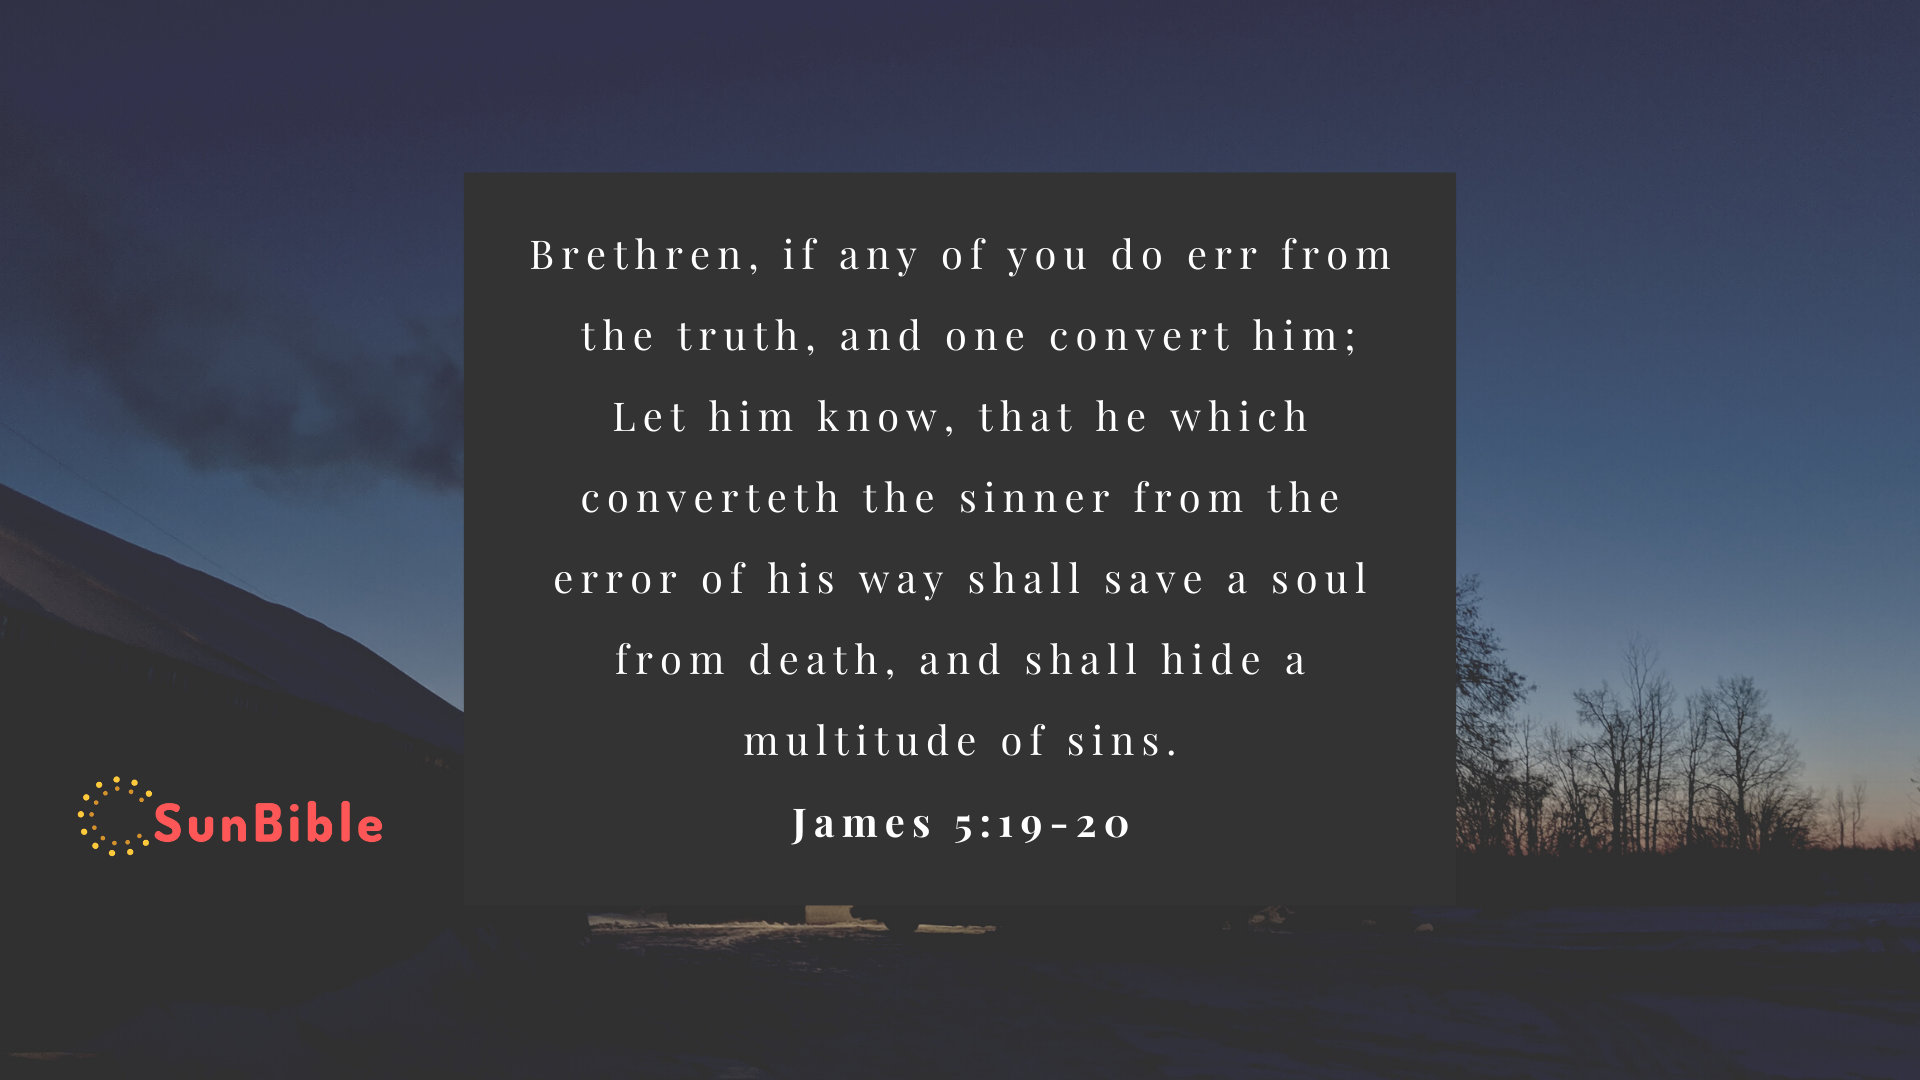 Brethren, if any of you do err from
the truth, and one convert him;
Let him know, that he which
converteth the sinner from the
error of his way shall save a soul
from death, and shall hide a
multitude of sins.
James 5:19-20
SunBible